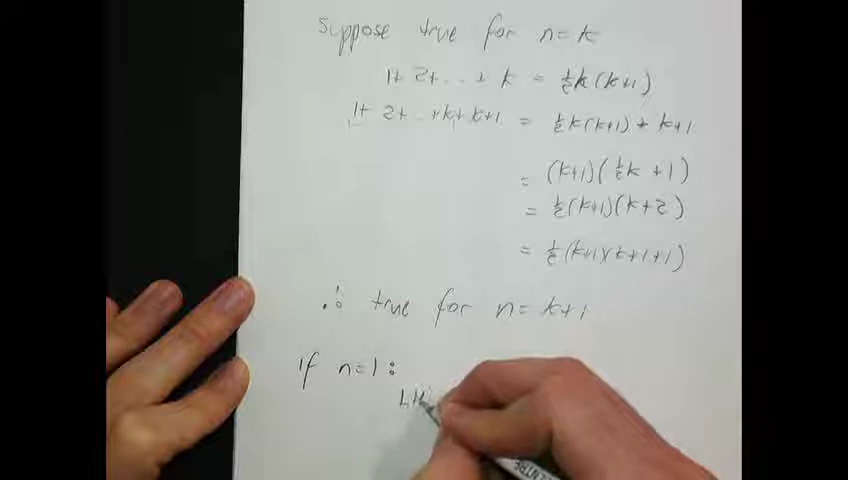 Suppose true for n=k
1+ 2+ ... + k = ½k(k+1)
1+ 2+ ... +k+ k+1 = ½k(k+1) + k+1
= (k+1)(½k +1)
= ½(k+1)(k+2)
= ½(k+1)(k+1+1)
∴ true for n= k+1
If n=1:
LH